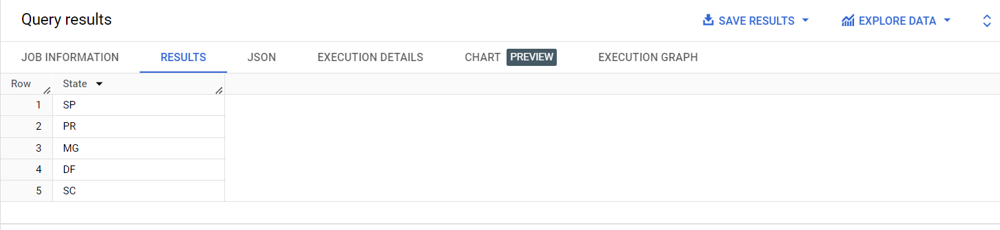 Query results SAVE RESULTS EXPLORE DATA
JOB INFORMATION RESULTS JSON EXECUTION DETAILS CHART PREVIEW EXECUTION GRAPH
Row State
1 SP
2 PR
3 MG
4 DF
5 SC